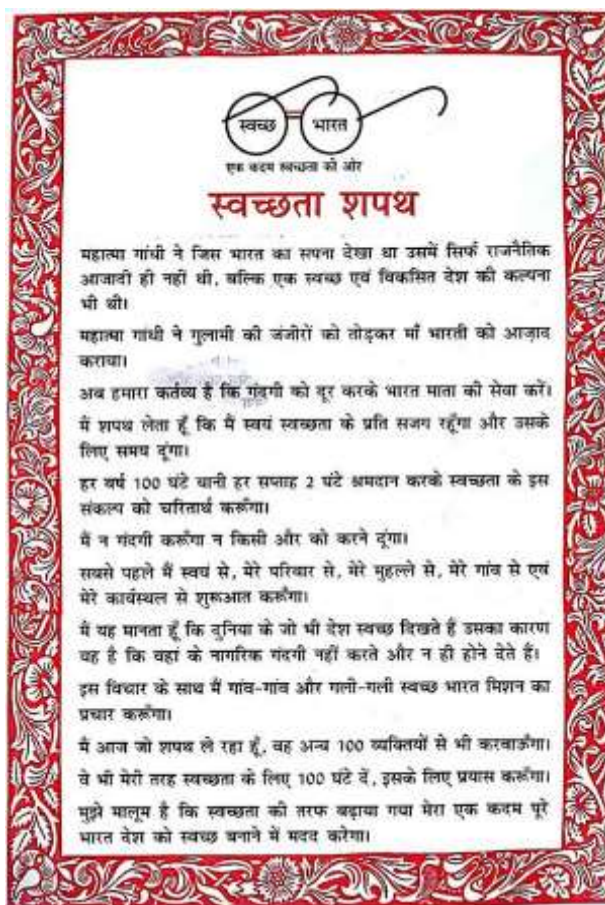 स्वच्छ भारत
एक कदम स्वच्छता की ओर
स्वच्छता शपथ
महात्मा गांधी ने जिस भारत का सपना देखा था उसमें सिर्फ राजनैतिक
आजादी ही नहीं थी, बल्कि एक स्वच्छ एवं विकसित देश की कल्पना
भी थी।
महात्मा गांधी ने गुलामी की जंजीरों को तोड़कर माँ भारती को आज़ाद
कराया।
अब हमारा कर्तव्य है कि गंदगी को दूर करके भारत माता की सेवा करें।
मैं शपथ लेता हूँ कि मैं स्वयं स्वच्छता के प्रति सजग रहूँगा और उसके
लिए समय दूंगा।
हर वर्ष 100 घंटे यानी हर सप्ताह 2 घंटे श्रमदान करके स्वच्छता के इस
संकल्प को चरितार्थ करूँगा।
मैं न गंदगी करूँगा न किसी और को करने दूंगा।
सबसे पहले मैं स्वयं से, मेरे परिवार से, मेरे मुहल्ले से, मेरे गांव से एवं
मेरे कार्यस्थल से शुरूआत करूँगा।
मैं यह मानता हूँ कि दुनिया के जो भी देश स्वच्छ दिखते हैं उसका कारण
यह है कि वहां के नागरिक गंदगी नहीं करते और न ही होने देते हैं।
इस विचार के साथ मैं गांव-गांव और गली-गली स्वच्छ भारत मिशन का
प्रचार करूँगा।
मैं आज जो शपथ ले रहा हूँ, वह अन्य 100 व्यक्तियों से भी करवाऊँगा।
वे भी मेरी तरह स्वच्छता के लिए 100 घंटे दें, इसके लिए प्रयास करूँगा।
मुझे मालूम है कि स्वच्छता की तरफ बढ़ाया गया मेरा एक कदम पूरे
भारत देश को स्वच्छ बनाने में मदद करेगा।